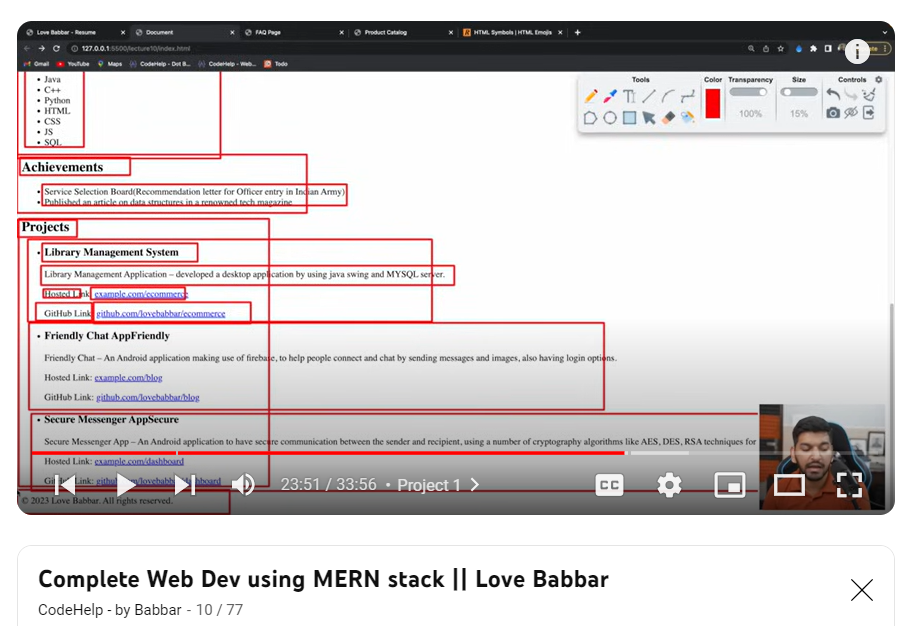 Love Babbar - Resume
Document
FAQ Page
Product Catalog
HTML Symbols | HTML Emojis
127.0.0.1:5500/lecture10/index.html
Gmail
YouTube
Maps
CodeHelp - Dot B...
CodeHelp - Web...
Todo
Tools
Color
Transparency
Size
Controls
100%
15%
Java
C++
Python
HTML
CSS
JS
SQL
Achievements
Service Selection Board(Recommendation letter for Officer entry in Indian Army)
Published an article on data structures in a renowned tech magazine
Projects
Library Management System
Library Management Application – developed a desktop application by using java swing and MYSQL server.
Hosted Link: example.com/ecommerce
GitHub Link: github.com/lovebabbar/ecommerce
Friendly Chat AppFriendly
Friendly Chat – An Android application making use of firebase, to help people connect and chat by sending messages and images, also having login options.
Hosted Link: example.com/blog
GitHub Link: github.com/lovebabbar/blog
Secure Messenger AppSecure
Secure Messenger App – An Android application to have secure communication between the sender and recipient, using a number of cryptography algorithms like AES, DES, RSA techniques for
Hosted Link: example.com/dashboard
GitHub Link: github.com/lovebabbar/dashboard
© 2023 Love Babbar. All rights reserved.
23:51 / 33:56 • Project 1
CC
Complete Web Dev using MERN stack || Love Babbar
CodeHelp - by Babbar - 10 / 77